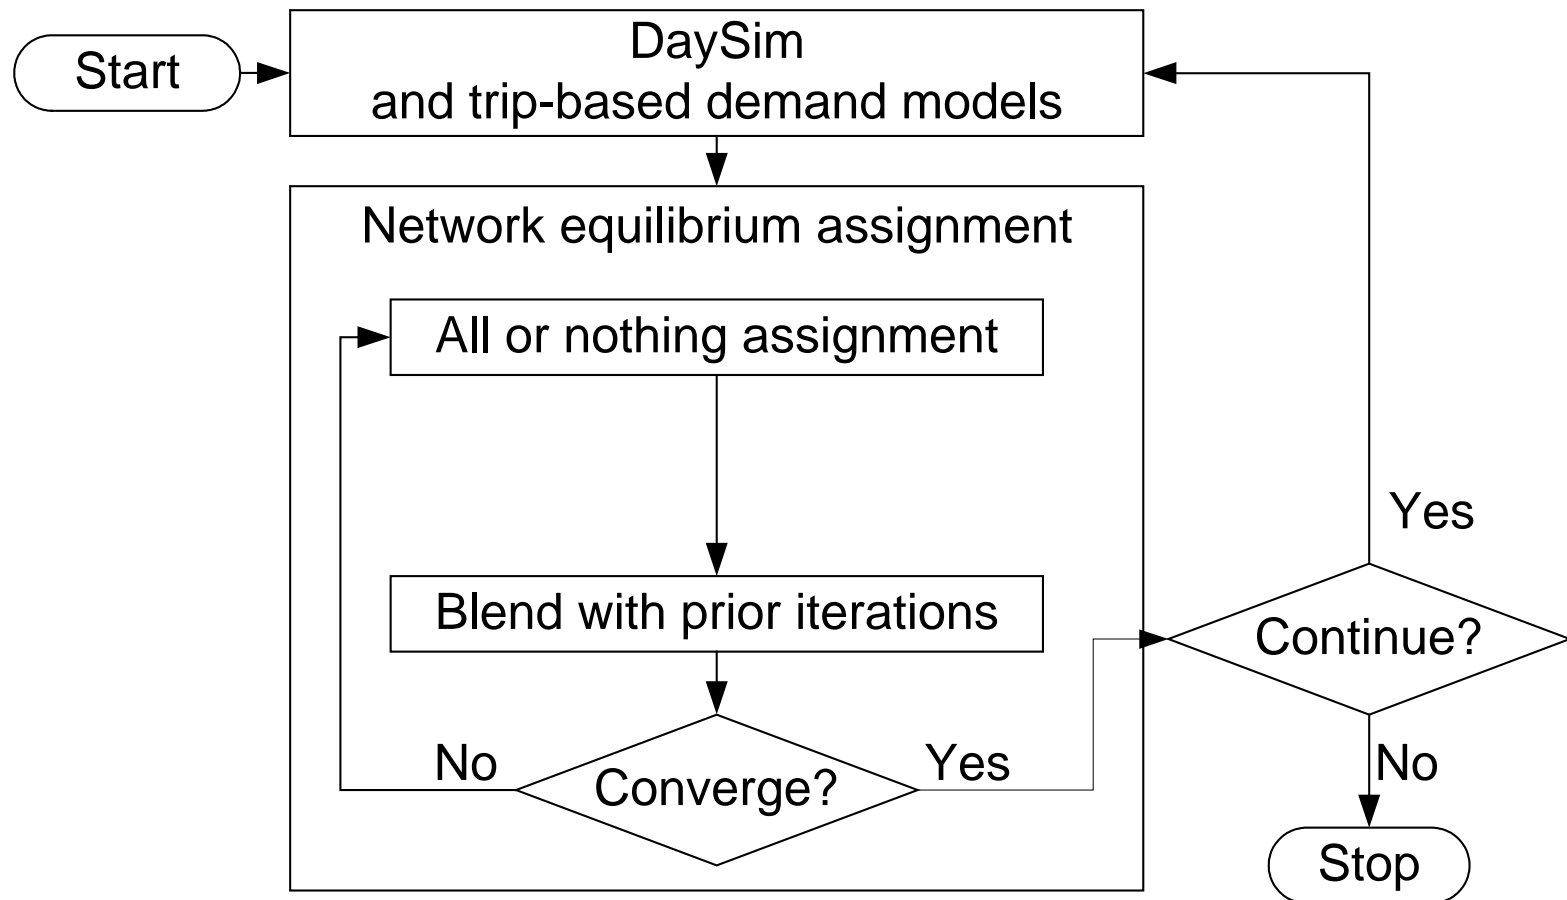 Start
DaySim
and trip-based demand models
Network equilibrium assignment
All or nothing assignment
Yes
Blend with prior iterations
Continue?
No
Converge?
Yes
No
Stop